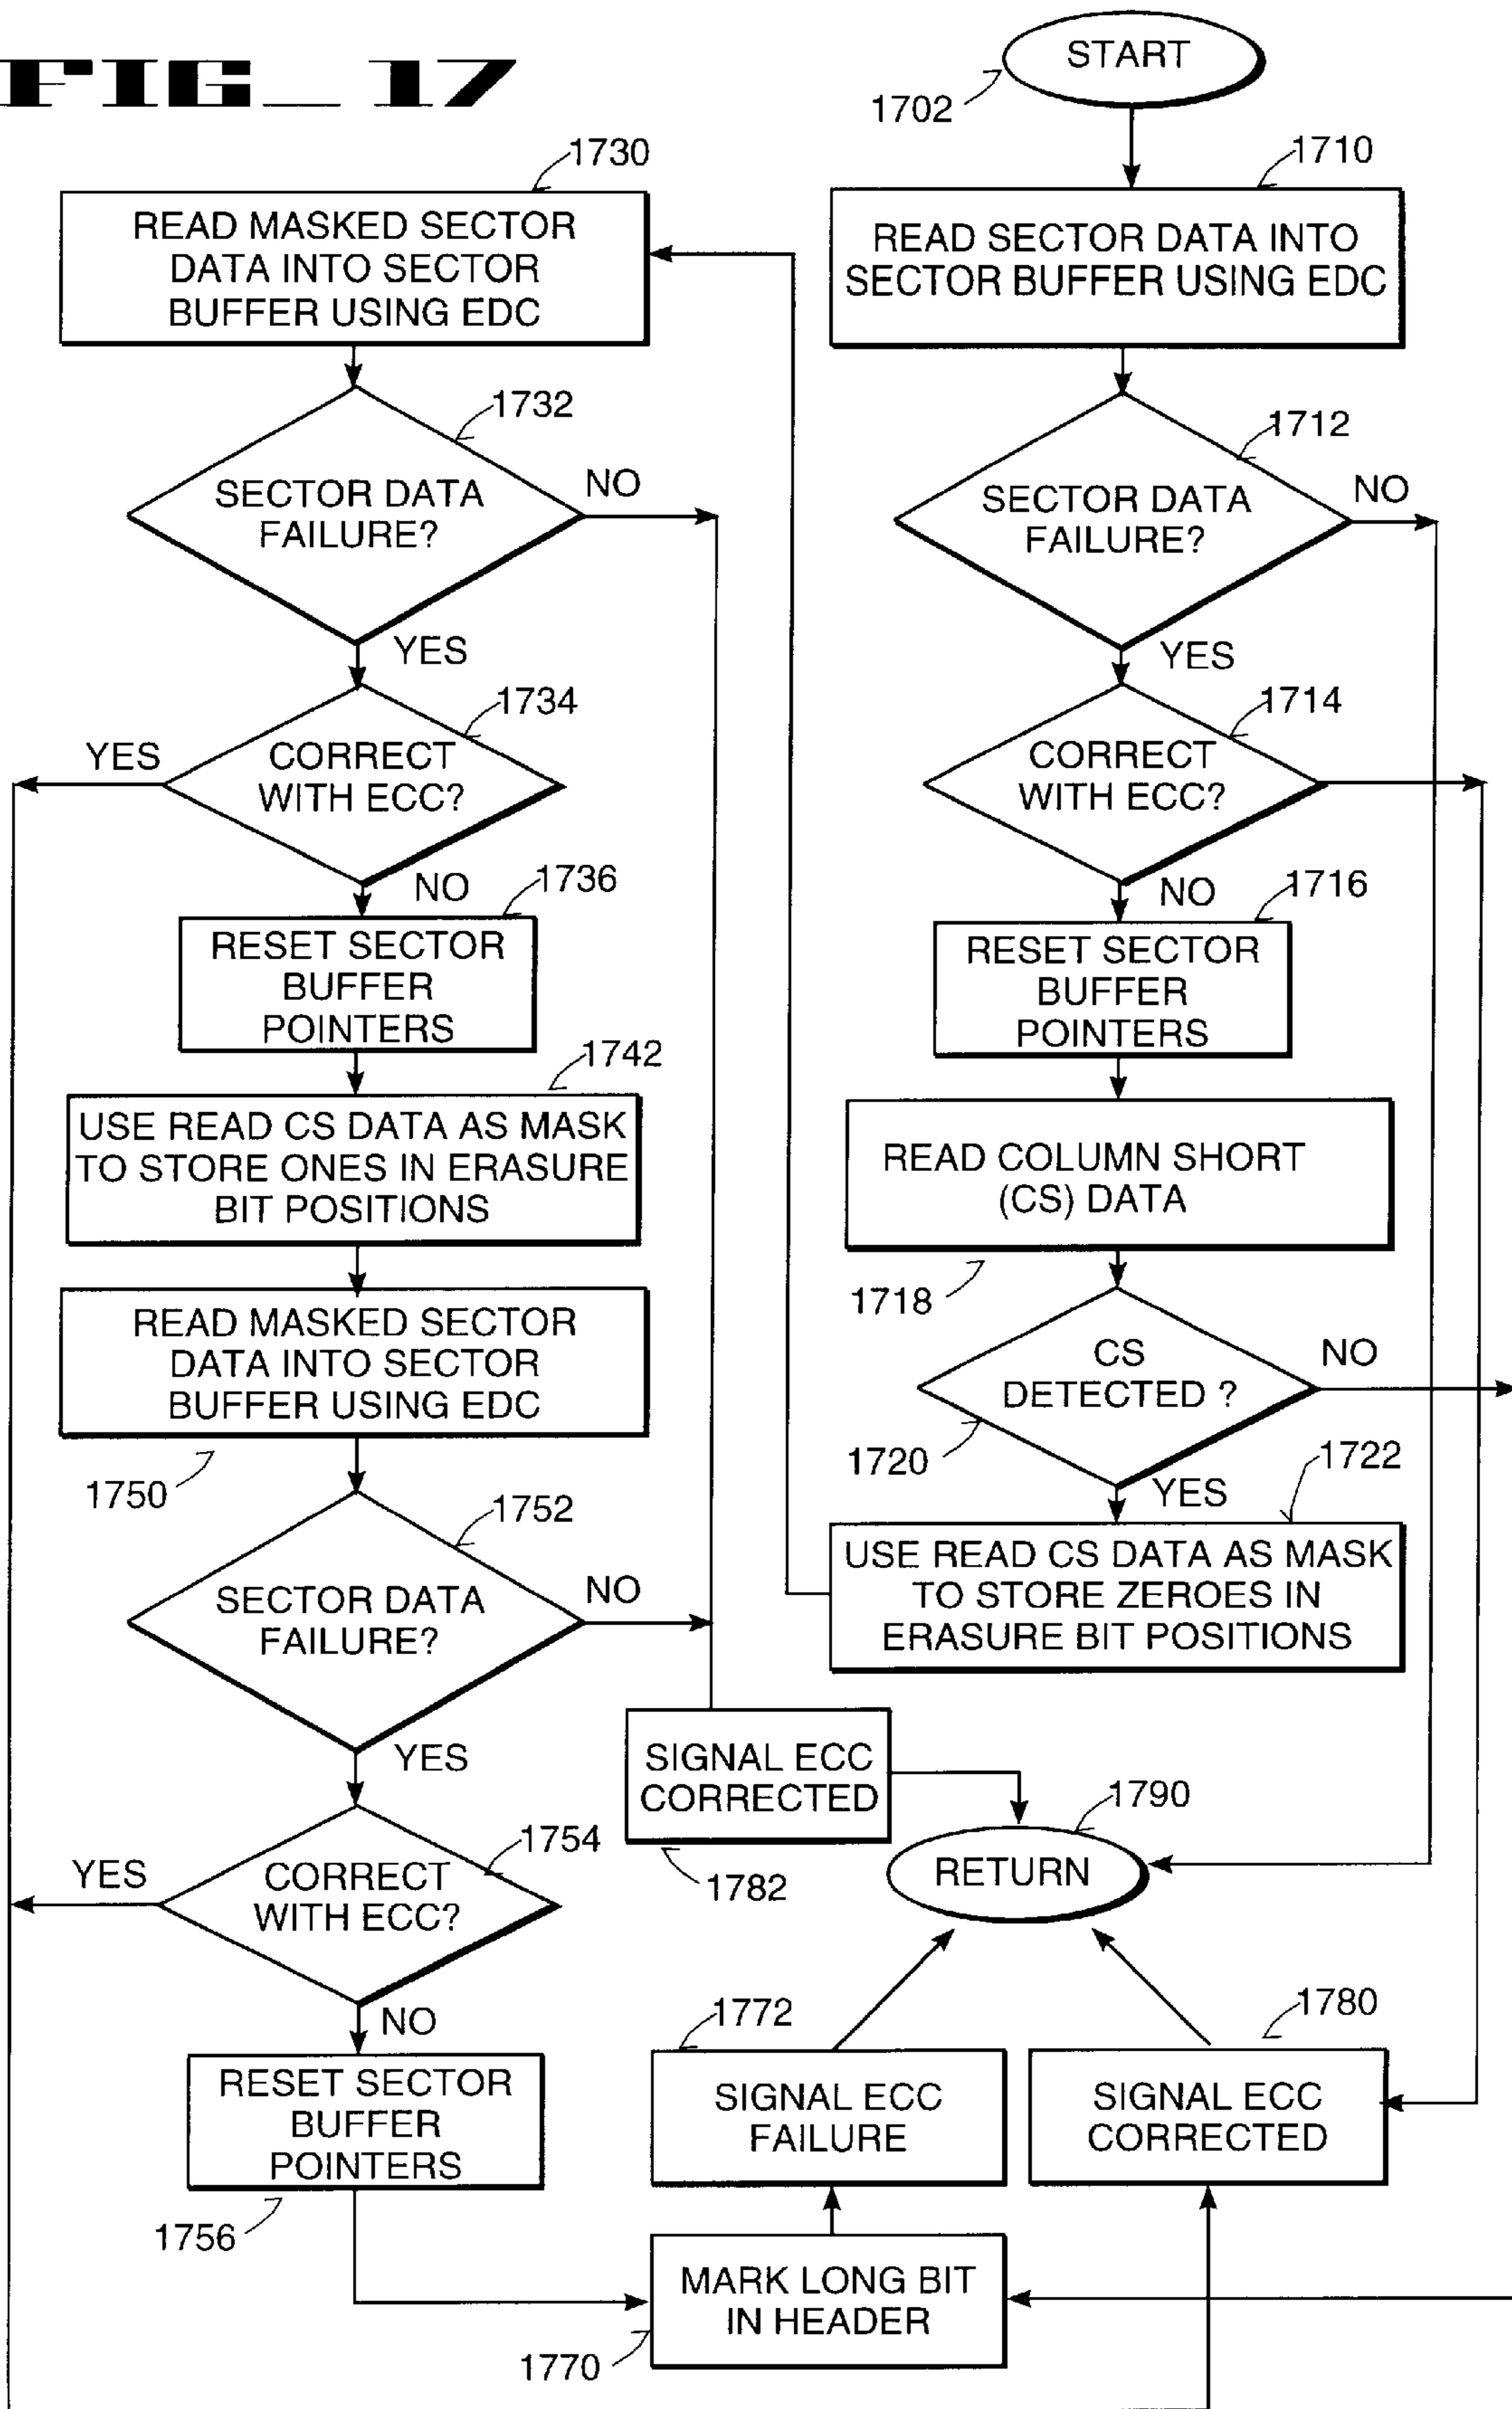 FIG_ 17
START
1702
1710
READ SECTOR DATA INTO
SECTOR BUFFER USING EDC
1712
SECTOR DATA
FAILURE?
NO
YES
1714
CORRECT
WITH ECC?
NO
1716
RESET SECTOR
BUFFER
POINTERS
READ COLUMN SHORT
(CS) DATA
1718
CS
DETECTED ?
NO
1720
YES
1722
USE READ CS DATA AS MASK
TO STORE ZEROES IN
ERASURE BIT POSITIONS
1730
READ MASKED SECTOR
DATA INTO SECTOR
BUFFER USING EDC
1732
SECTOR DATA
FAILURE?
NO
YES
1734
YES
CORRECT
WITH ECC?
NO
1736
RESET SECTOR
BUFFER
POINTERS
1742
USE READ CS DATA AS MASK
TO STORE ONES IN ERASURE
BIT POSITIONS
READ MASKED SECTOR
DATA INTO SECTOR
BUFFER USING EDC
1750
1752
SECTOR DATA
FAILURE?
NO
YES
1754
YES
CORRECT
WITH ECC?
NO
RESET SECTOR
BUFFER
POINTERS
1756
SIGNAL ECC
CORRECTED
1782
1790
RETURN
1772
SIGNAL ECC
FAILURE
1780
SIGNAL ECC
CORRECTED
MARK LONG BIT
IN HEADER
1770